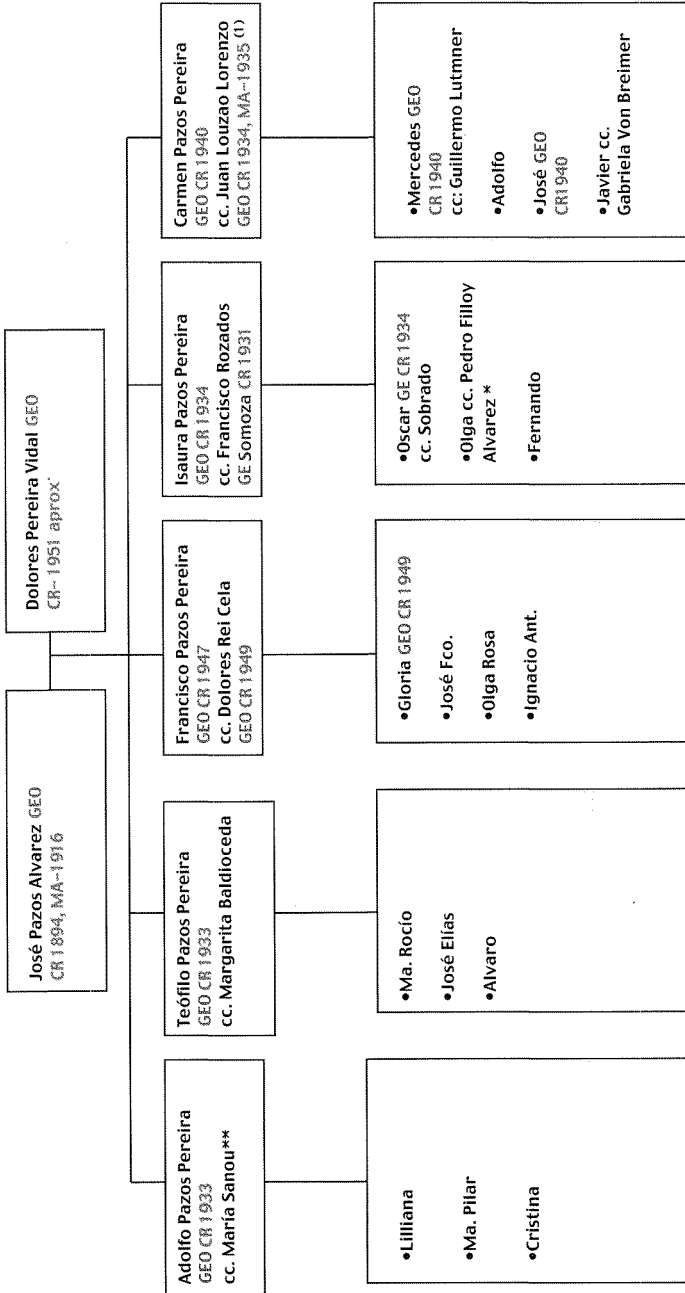 José Pazos Alvarez GEO
CR 1894, MA-1916
Dolores Pereira Vidal GEO
CR-1951 aprox.
Adolfo Pazos Pereira
GEO CR 1933
cc. María Sanou**
Teófilo Pazos Pereira
GEO CR 1933
cc. Margarita Baldioceda
Francisco Pazos Pereira
GEO CR 1947
cc. Dolores Rei Cela
GEO CR 1949
Isaura Pazos Pereira
GEO CR 1934
cc. Francisco Rozados
GE Somoza CR 1931
Carmen Pazos Pereira
GEO CR 1940
cc. Juan Louzao Lorenzo
GEO CR 1934, MA-1935 (1)
•Lilliana
•Ma. Pilar
•Cristina
•Ma. Rocío
•José Elías
•Alvaro
•Gloria GEO CR 1949
•José Fco.
•Olga Rosa
•Ignacio Ant.
•Oscar GE CR 1934
cc. Sobrado
•Olga cc. Pedro Filloy
Alvarez *
•Fernando
•Mercedes GEO
CR 1940
cc: Guillermo Lutmner
•Adolfo
•José GEO
CR1940
•Javier cc.
Gabriela Von Breimer